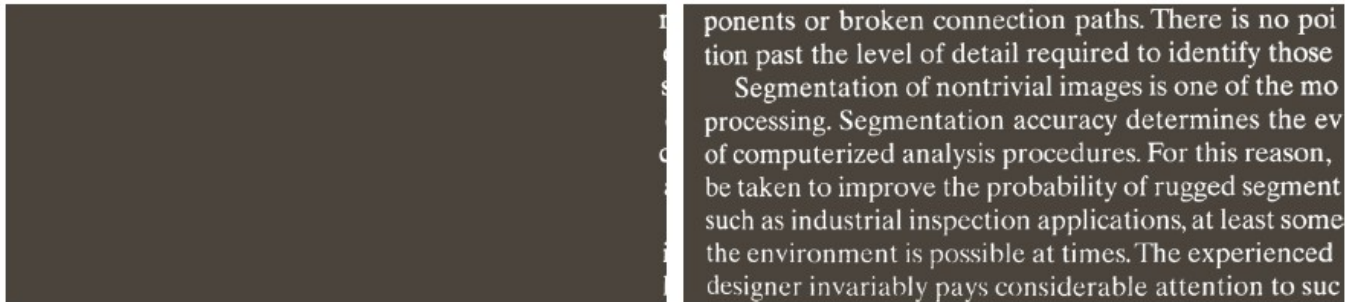 ponents or broken connection paths. There is no poi
tion past the level of detail required to identify those
Segmentation of nontrivial images is one of the mo
processing. Segmentation accuracy determines the ev
of computerized analysis procedures. For this reason,
be taken to improve the probability of rugged segment
such as industrial inspection applications, at least some
the environment is possible at times. The experienced
designer invariably pays considerable attention to suc